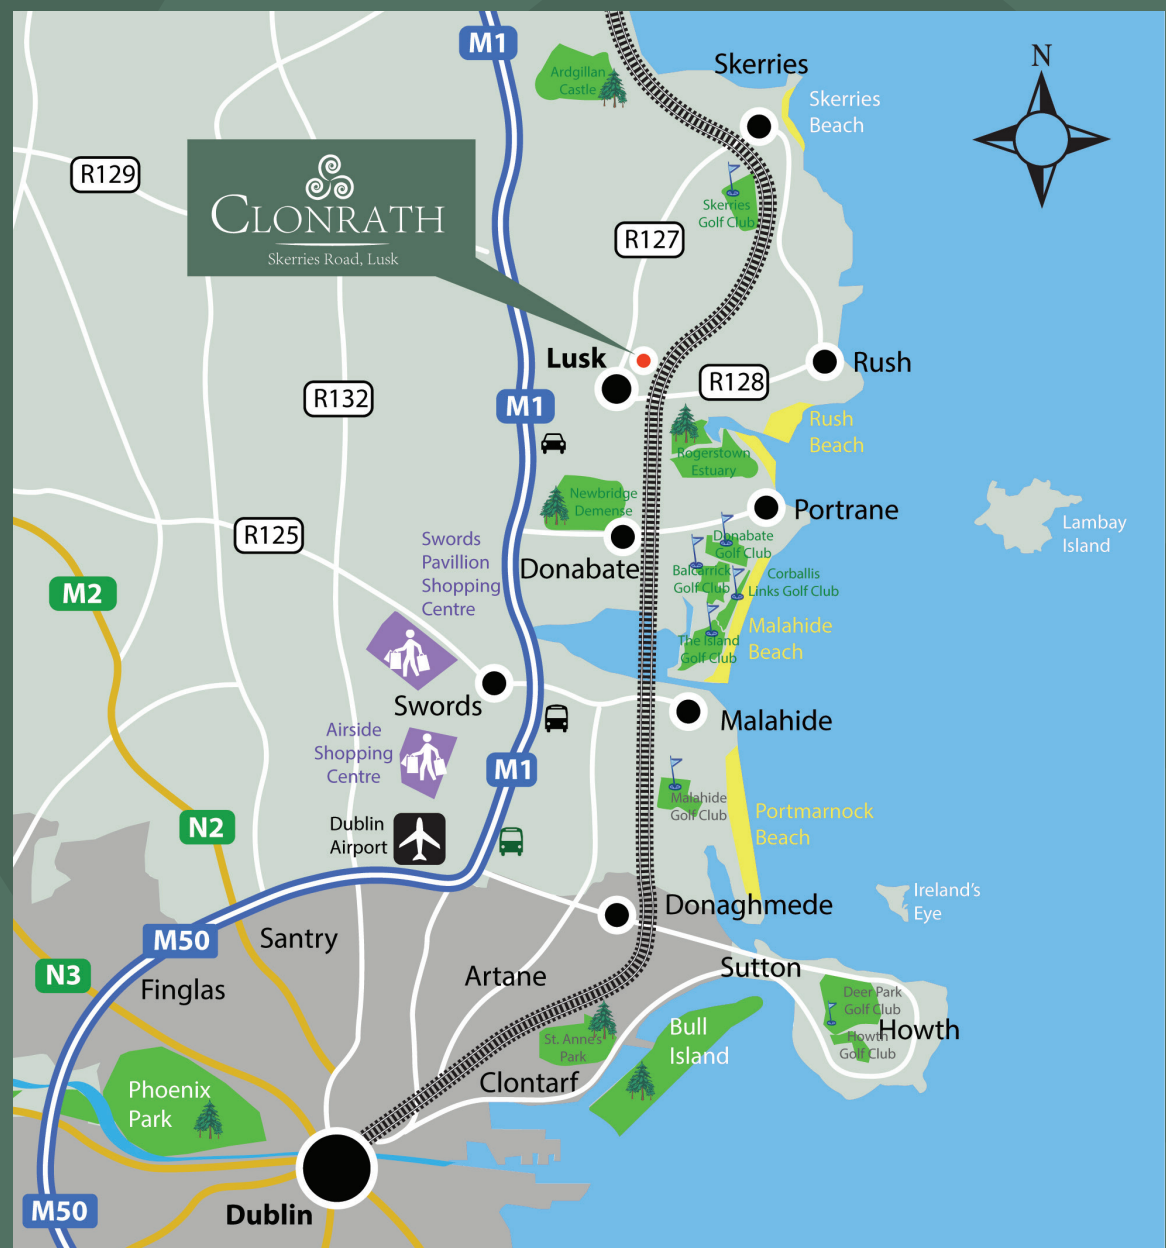 M1
Ardgillan
Castle
Skerries
N
Skerries
Beach
R129
CLONRATH
Skerries Road, Lusk
Skerries
Golf Club
R127
Lusk
Rush
R132
M1
R128
Rush
Beach
Rogerstown
Estuary
Newbridge
Demense
Portrane
Lambay
Island
R125
Swords
Pavillion
Shopping
Centre
Donabate
Donabate
Golf Club
Balcarrick
Golf Club
Corballis
Links Golf Club
M2
Malahide
Beach
The Island
Golf Club
Swords
Malahide
Airside
Shopping
Centre
M1
Malahide
Golf Club
Portmarnock
Beach
N2
Dublin
Airport
Ireland's
Eye
Donaghmede
M50
Santry
Sutton
N3
Finglas
Artane
Deer Park
Golf Club
Howth
Howth
Golf Club
Bull
Island
St. Anne's
Park
Clontarf
Phoenix
Park
M50
Dublin